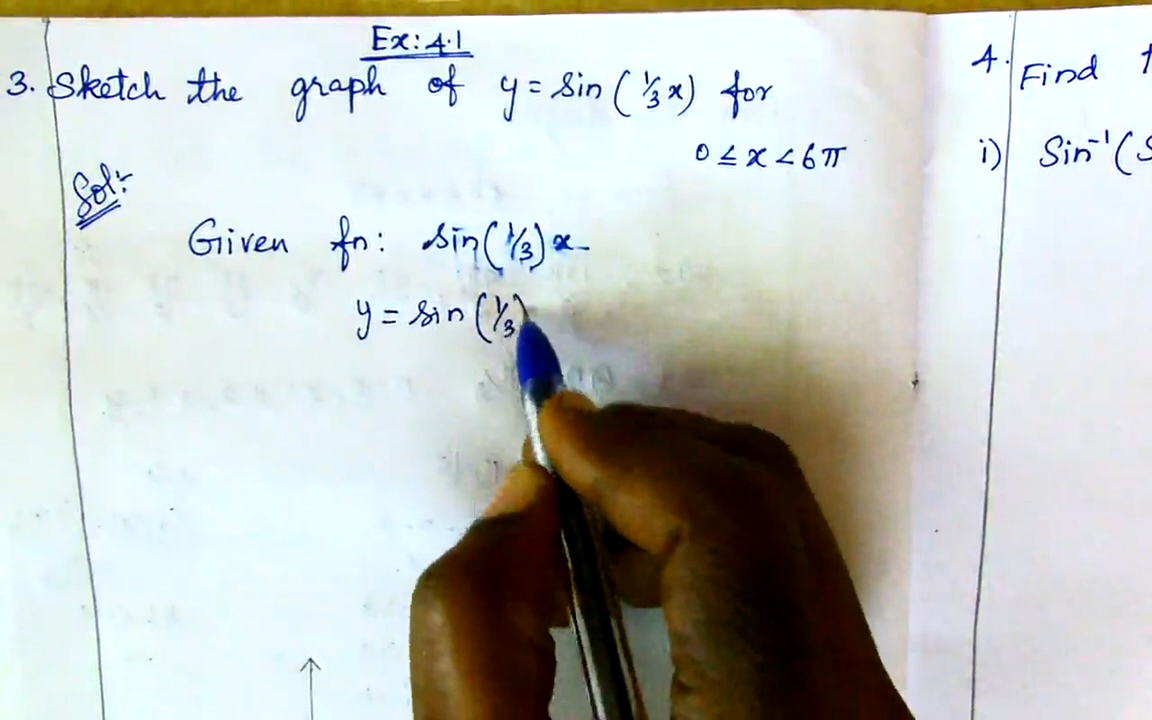 Ex: 4.1
3. Sketch the graph of y = sin (1/3 x) for
0 ≤ x < 6π
Sol:-
Given fn: sin(1/3)x
y = sin (1/3)
4. Find
i) Sin⁻¹(